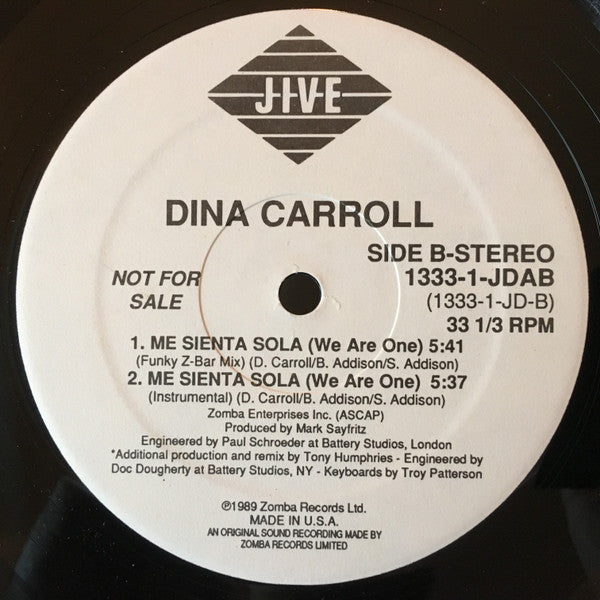 JIVE
DINA CARROLL
SIDE B-STEREO
NOT FOR SALE
1333-1-JDAB
(1333-1-JD-B)
33 1/3 RPM
1. ME SIENTA SOLA (We Are One) 5:41
(Funky Z-Bar Mix) (D. Carroll/B. Addison/S. Addison)
2. ME SIENTA SOLA (We Are One) 5:37
(Instrumental) (D. Carroll/B. Addison/S. Addison)
Zomba Enterprises Inc. (ASCAP)
Produced by Mark Sayfritz
Engineered by Paul Schroeder at Battery Studios, London
*Additional production and remix by Tony Humphries - Engineered by
Doc Dougherty at Battery Studios, NY - Keyboards by Troy Patterson
℗1989 Zomba Records Ltd.
MADE IN U.S.A.
AN ORIGINAL SOUND RECORDING MADE BY
ZOMBA RECORDS LIMITED